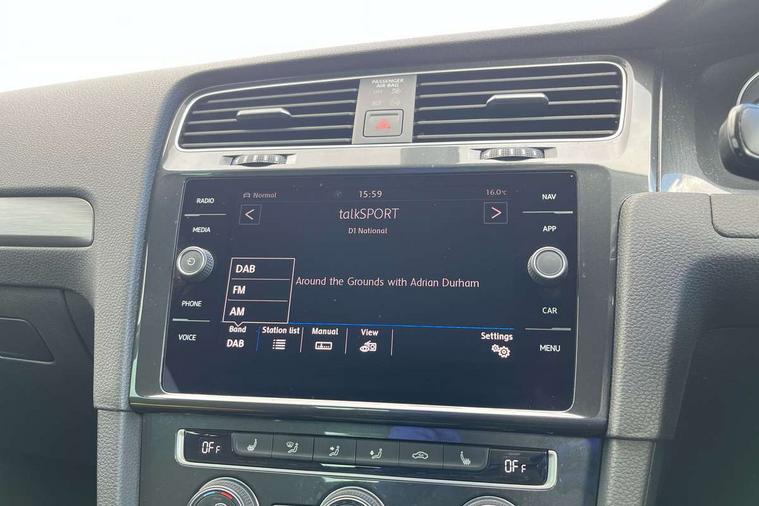 PASSENGER
AIR BAG
RADIO
Normal
15:59
16.0°C
NAV
<
talkSPORT
>
D1 National
MEDIA
APP
DAB
FM
AM
Around the Grounds with Adrian Durham
PHONE
CAR
Band
Station list
Manual
View
Settings
DAB
VOICE
MENU
OFF
OFF